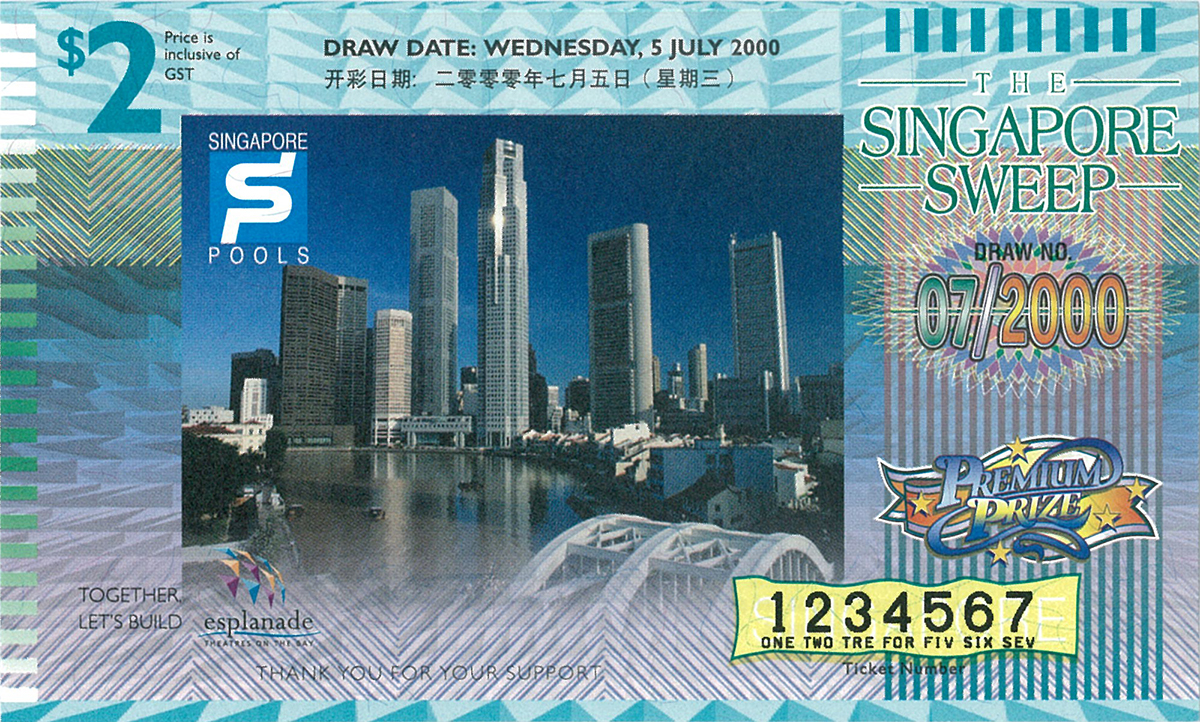 $2
Price is
inclusive of
GST
DRAW DATE: WEDNESDAY, 5 JULY 2000
开彩日期: 二零零零年七月五日（星期三）
THE
SINGAPORE
SWEEP
SINGAPORE
SP
POOLS
DRAW NO.
07/2000
PREMIUM
PRIZE
TOGETHER,
LET'S BUILD
esplanade
THEATRES ON THE BAY
SINGAPORE
1234567
ONE TWO TRE FOR FIV SIX SEV
Ticket Number
THANK YOU FOR YOUR SUPPORT